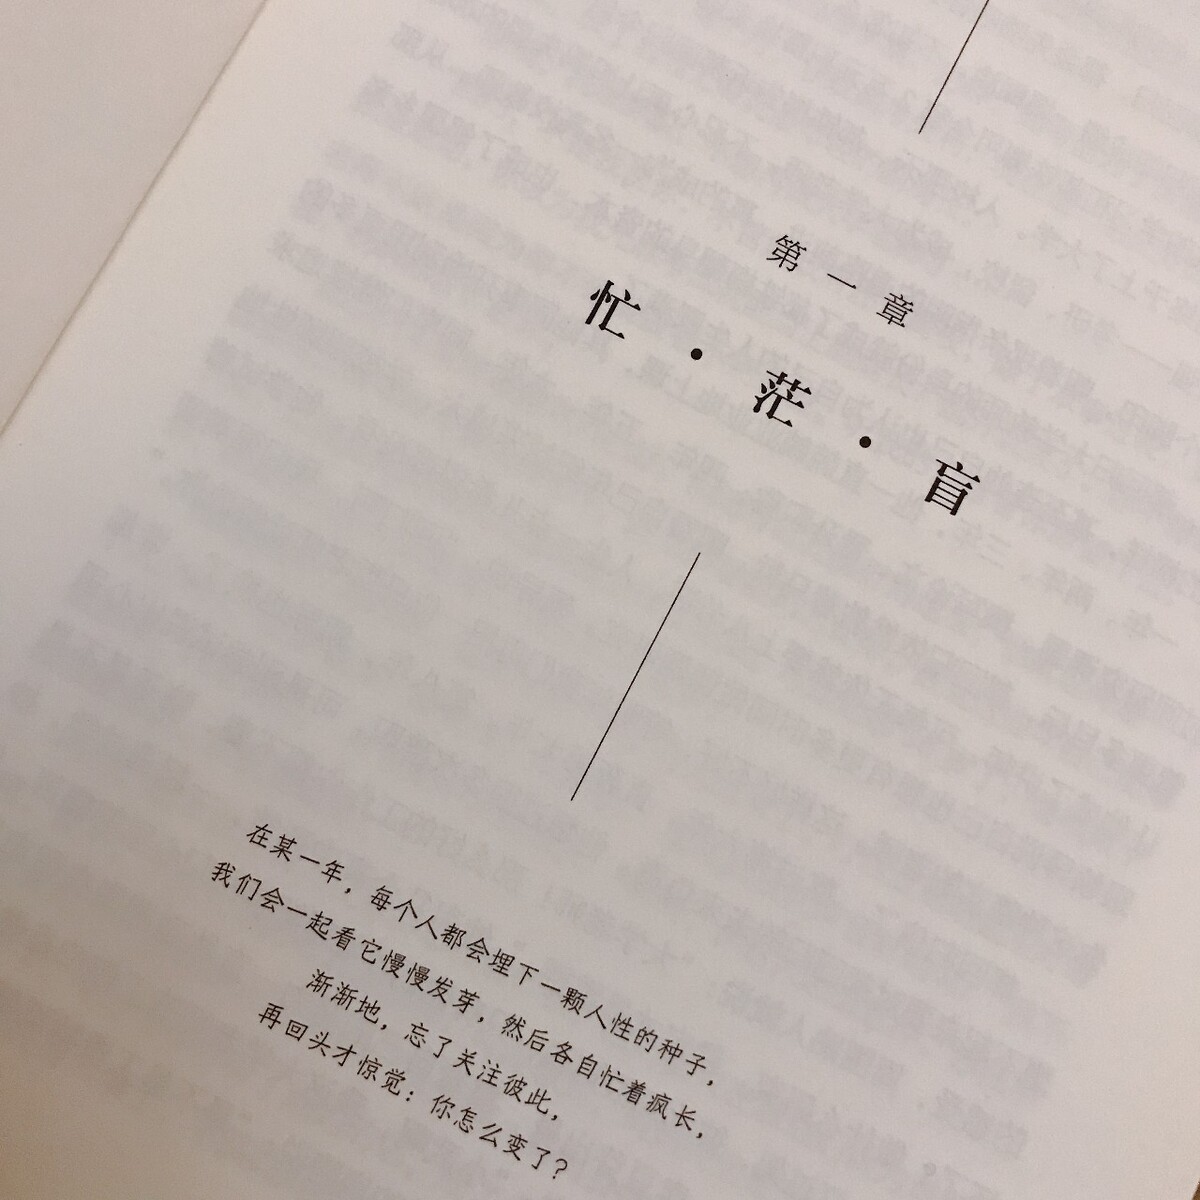 第一章
忙·茫·盲
在某一年，每个人都会埋下一颗人性的种子，
我们会一起看它慢慢发芽，然后各自忙着疯长，
渐渐地，忘了关注彼此，
再回头才惊觉：你怎么变了？